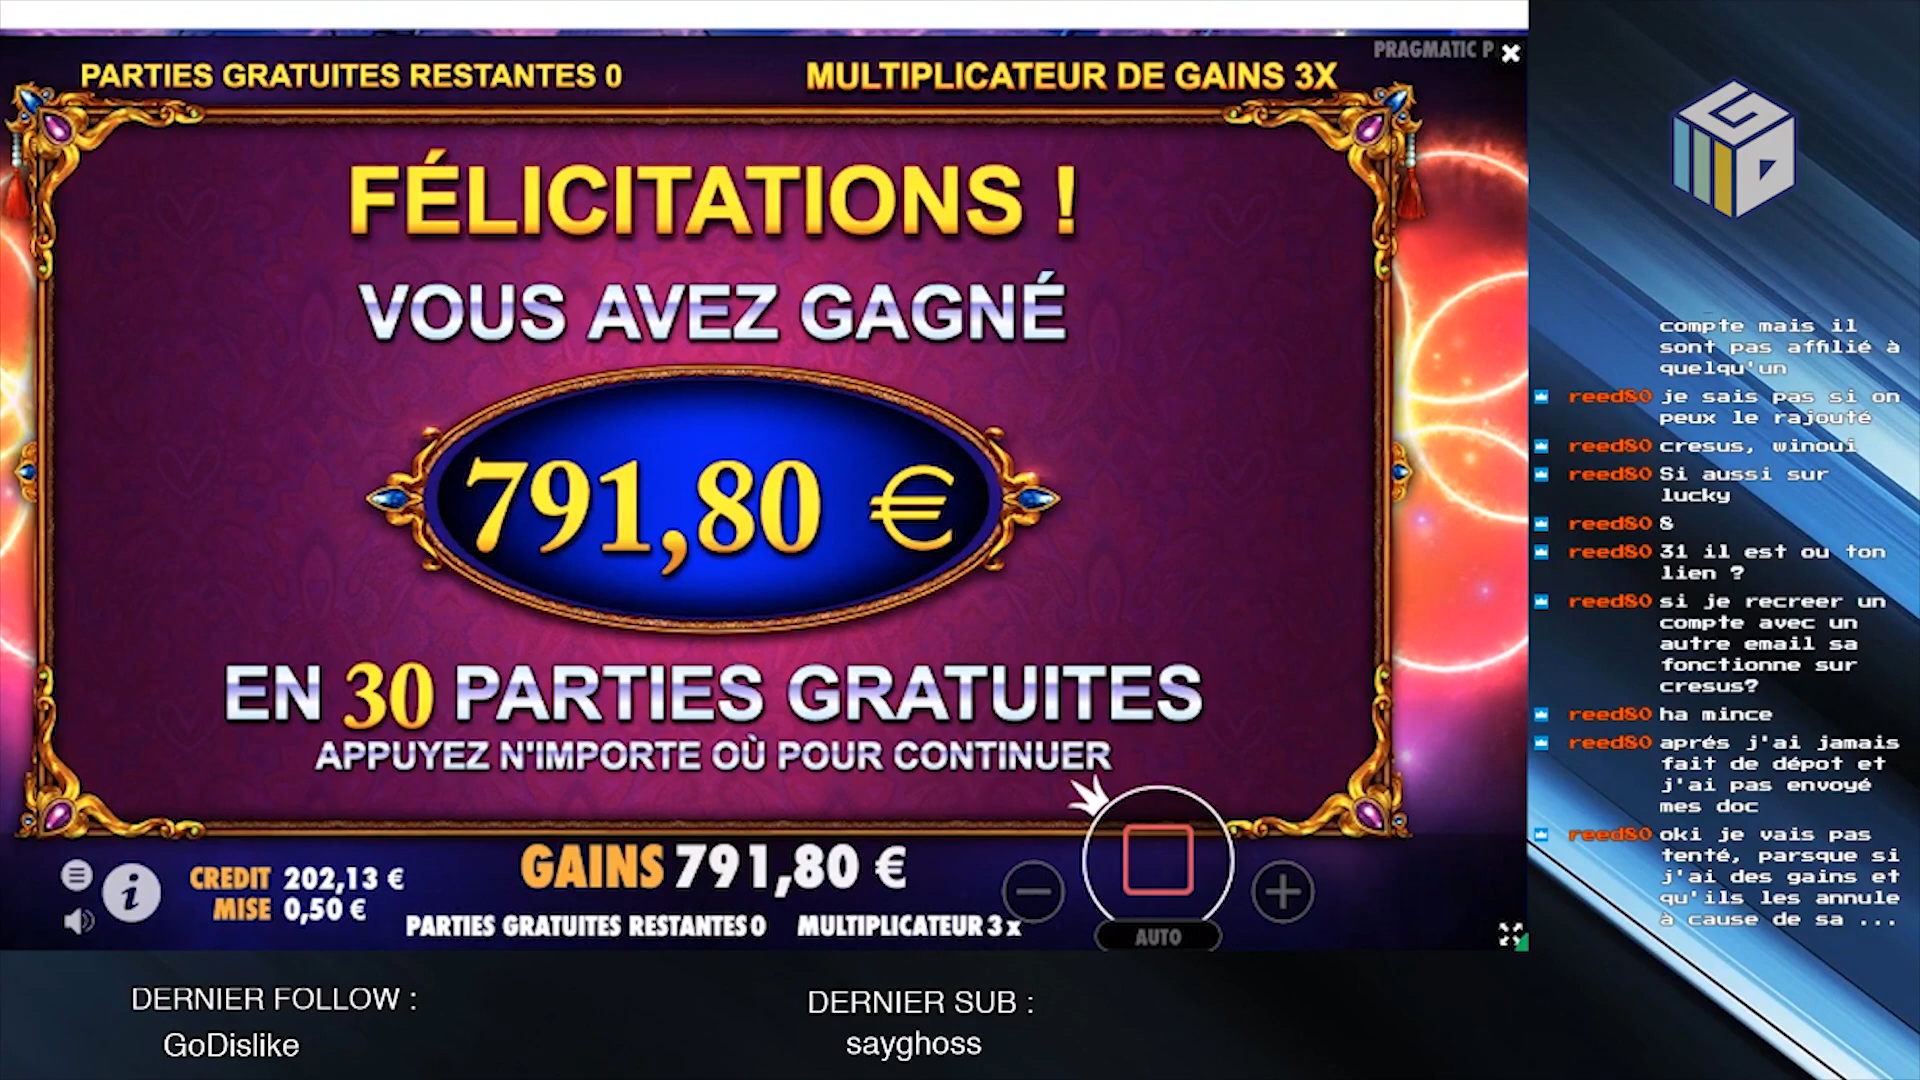 PRAGMATIC P
PARTIES GRATUITES RESTANTES 0
MULTIPLICATEUR DE GAINS 3X
FÉLICITATIONS !
VOUS AVEZ GAGNÉ
791,80 €
EN 30 PARTIES GRATUITES
APPUYEZ N'IMPORTE OÙ POUR CONTINUER
CREDIT 202,13 €
MISE 0,50 €
GAINS 791,80 €
PARTIES GRATUITES RESTANTES 0
MULTIPLICATEUR 3 x
AUTO
DERNIER FOLLOW :
GoDislike
DERNIER SUB :
sayghoss
GD
compte mais il
sont pas affilié à
quelqu'un
reed80 je sais pas si on
peux le rajouté
reed80 cresus, winoui
reed80 Si aussi sur
lucky
reed80 8
reed80 31 il est ou ton
lien ?
reed80 si je recreer un
compte avec un
autre email sa
fonctionne sur
cresus?
reed80 ha mince
reed80 aprés j'ai jamais
fait de dépot et
j'ai pas envoyé
mes doc
reed80 oki je vais pas
tenté, parsque si
j'ai des gains et
qu'ils les annule
à cause de sa ...